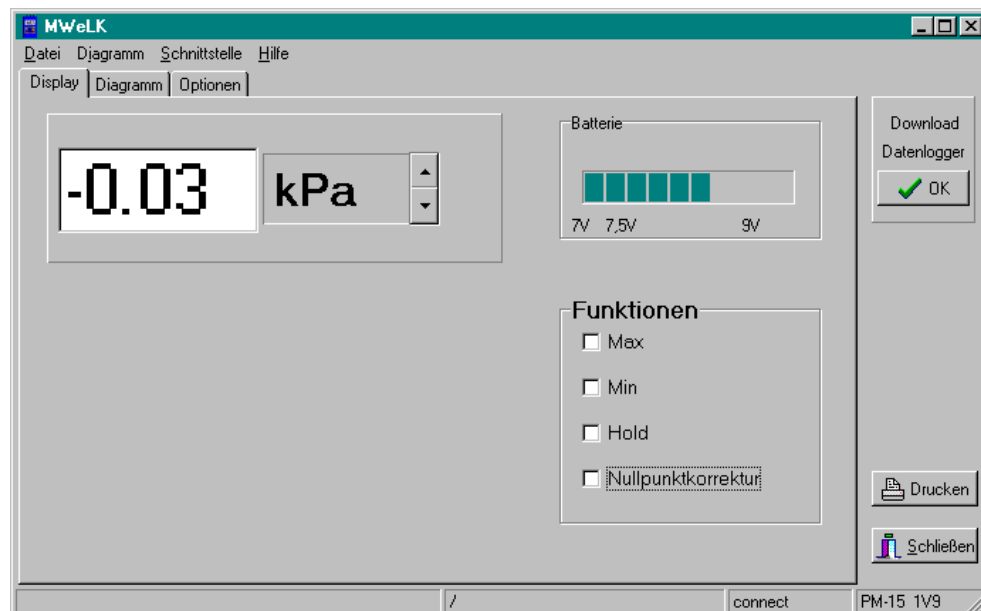 MWeLK
Datei Djagramm Schnittstelle Hilfe
Display Diagramm Optionen
-0.03 kPa
Batterie
7V 7,5V 9V
Funktionen
Max
Min
Hold
Nullpunktkorrektur
Download
Datenlogger
OK
Drucken
Schließen
/ connect PM-15 1V9